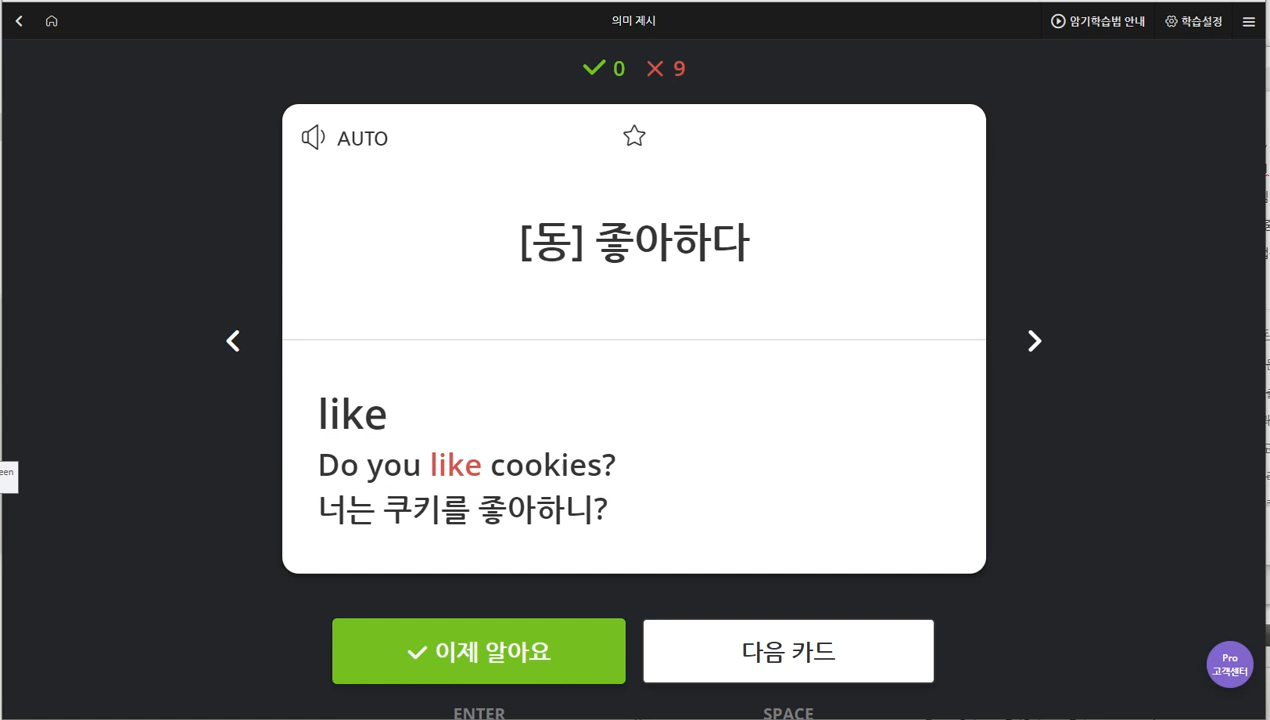 의미 제시
암기학습법 안내
학습설정
0
9
AUTO
[동] 좋아하다
like
Do you like cookies?
너는 쿠키를 좋아하니?
een
이제 알아요
다음 카드
Pro
고객센터
ENTER
SPACE